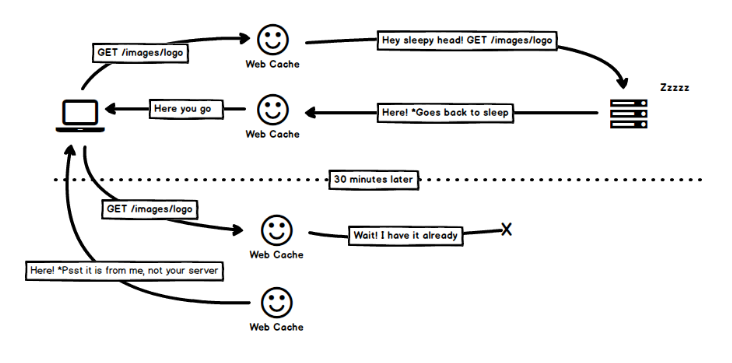 GET /images/logo
Web Cache
Hey sleepy head! GET /images/logo
Zzzzz
Here you go
Web Cache
Here! *Goes back to sleep
30 minutes later
GET /images/logo
Web Cache
Wait! I have it already
X
Here! *Psst it is from me, not your server
Web Cache